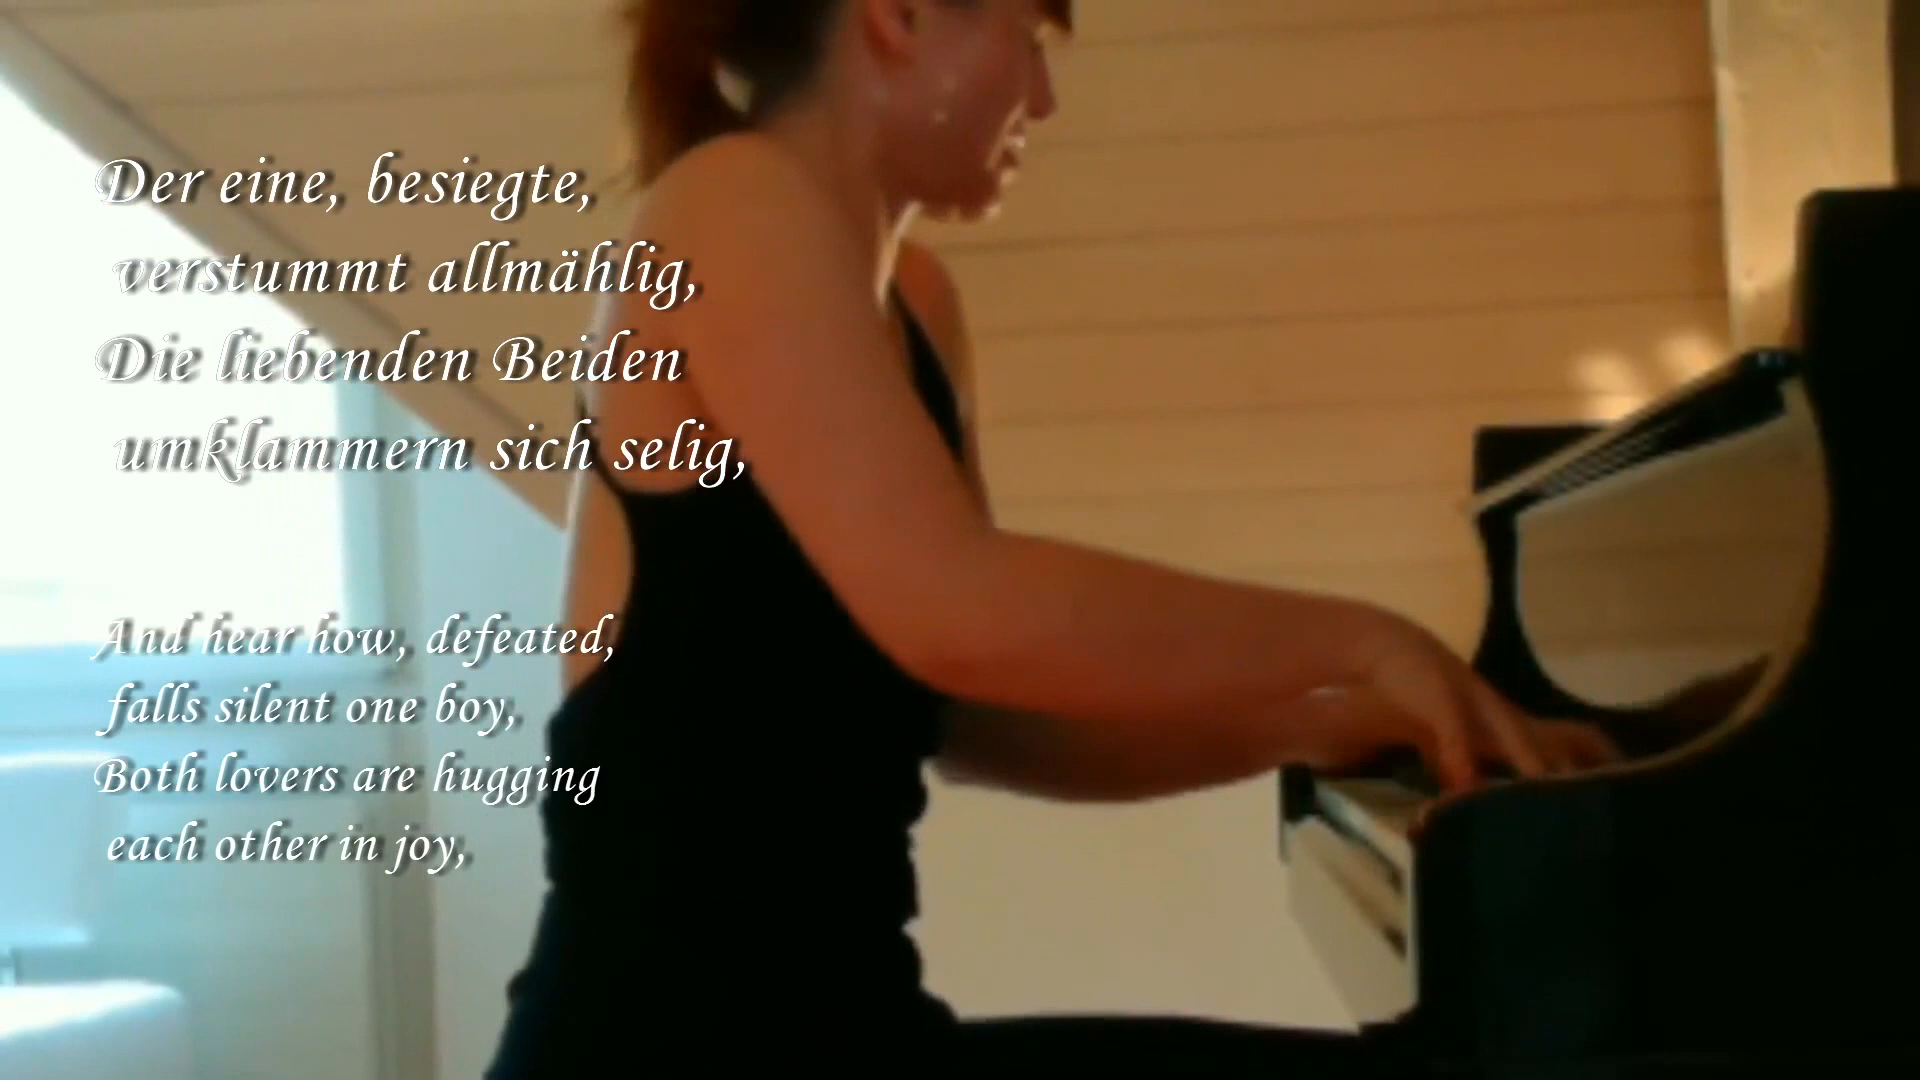 Der eine, besiegte,
verstummt allmählig,
Die liebenden Beiden
umklammern sich selig,
And hear how, defeated,
falls silent one boy,
Both lovers are hugging
each other in joy,